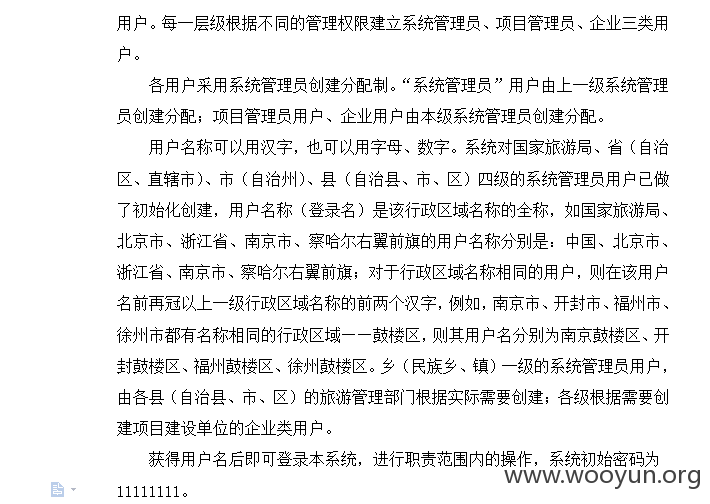 用户。每一层级根据不同的管理权限建立系统管理员、项目管理员、企业三类用
户。
各用户采用系统管理员创建分配制。“系统管理员”用户由上一级系统管理
员创建分配；项目管理员用户、企业用户由本级系统管理员创建分配。
用户名称可以用汉字，也可以用字母、数字。系统对国家旅游局、省（自治
区、直辖市）、市（自治州）、县（自治县、市、区）四级的系统管理员用户已做
了初始化创建，用户名称（登录名）是该行政区域名称的全称，如国家旅游局、
北京市、浙江省、南京市、察哈尔右翼前旗的用户名称分别是：中国、北京市、
浙江省、南京市、察哈尔右翼前旗；对于行政区域名称相同的用户，则在该用户
名前再冠以上一级行政区域名称的前两个汉字，例如，南京市、开封市、福州市、
徐州市都有名称相同的行政区域一一鼓楼区，则其用户名分别为南京鼓楼区、开
封鼓楼区、福州鼓楼区、徐州鼓楼区。乡（民族乡、镇）一级的系统管理员用户，
由各县（自治县、市、区）的旅游管理部门根据实际需要创建；各级根据需要创
建项目建设单位的企业类用户。
获得用户名后即可登录本系统，进行职责范围内的操作，系统初始密码为
11111111。
www.wooyun.org